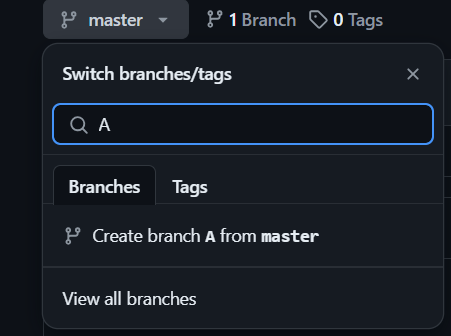 master 1 Branch 0 Tags
Switch branches/tags
A
Branches Tags
Create branch A from master
View all branches